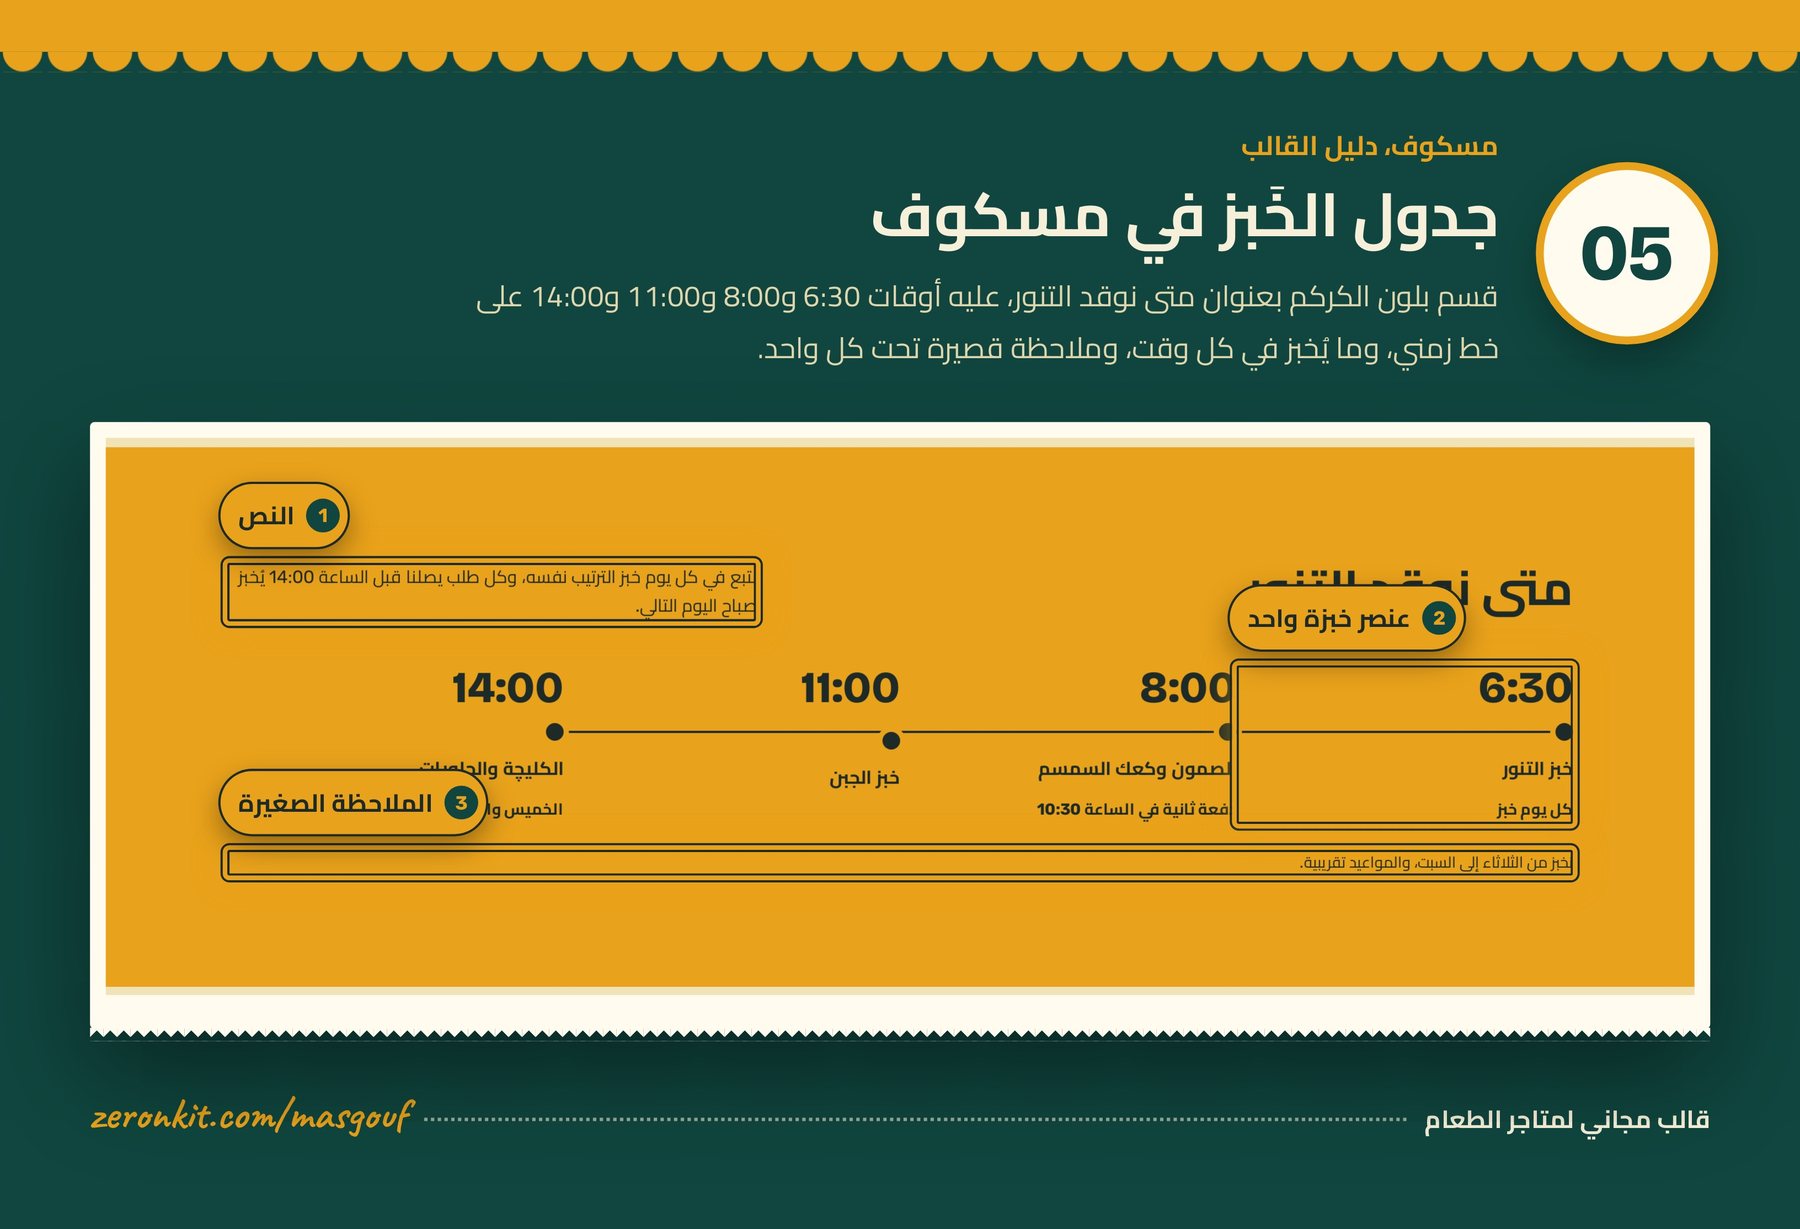 مسكوف، دليل القالب
05
جدول الخَبز في مسكوف
قسم بلون الكركم بعنوان متى نوقد التنور، عليه أوقات 6:30 و8:00 و11:00 و14:00 على
خط زمني، وما يُخبز في كل وقت، وملاحظة قصيرة تحت كل واحد.
1 النص
نتبع في كل يوم خبز الترتيب نفسه، وكل طلب يصلنا قبل الساعة 14:00 يُخبز
صباح اليوم التالي.
متى نوقد التنور
2 عنصر خبزة واحد
6:30
8:00
11:00
14:00
خبز التنور
الصمون وكعك السمسم
خبز الجبن
الكليچة والحلويات
كل يوم خبز
دفعة ثانية في الساعة 10:30
الخميس
3 الملاحظة الصغيرة
نخبز من الثلاثاء إلى السبت، والمواعيد تقريبية.
قالب مجاني لمتاجر الطعام
zeronkit.com/masgouf